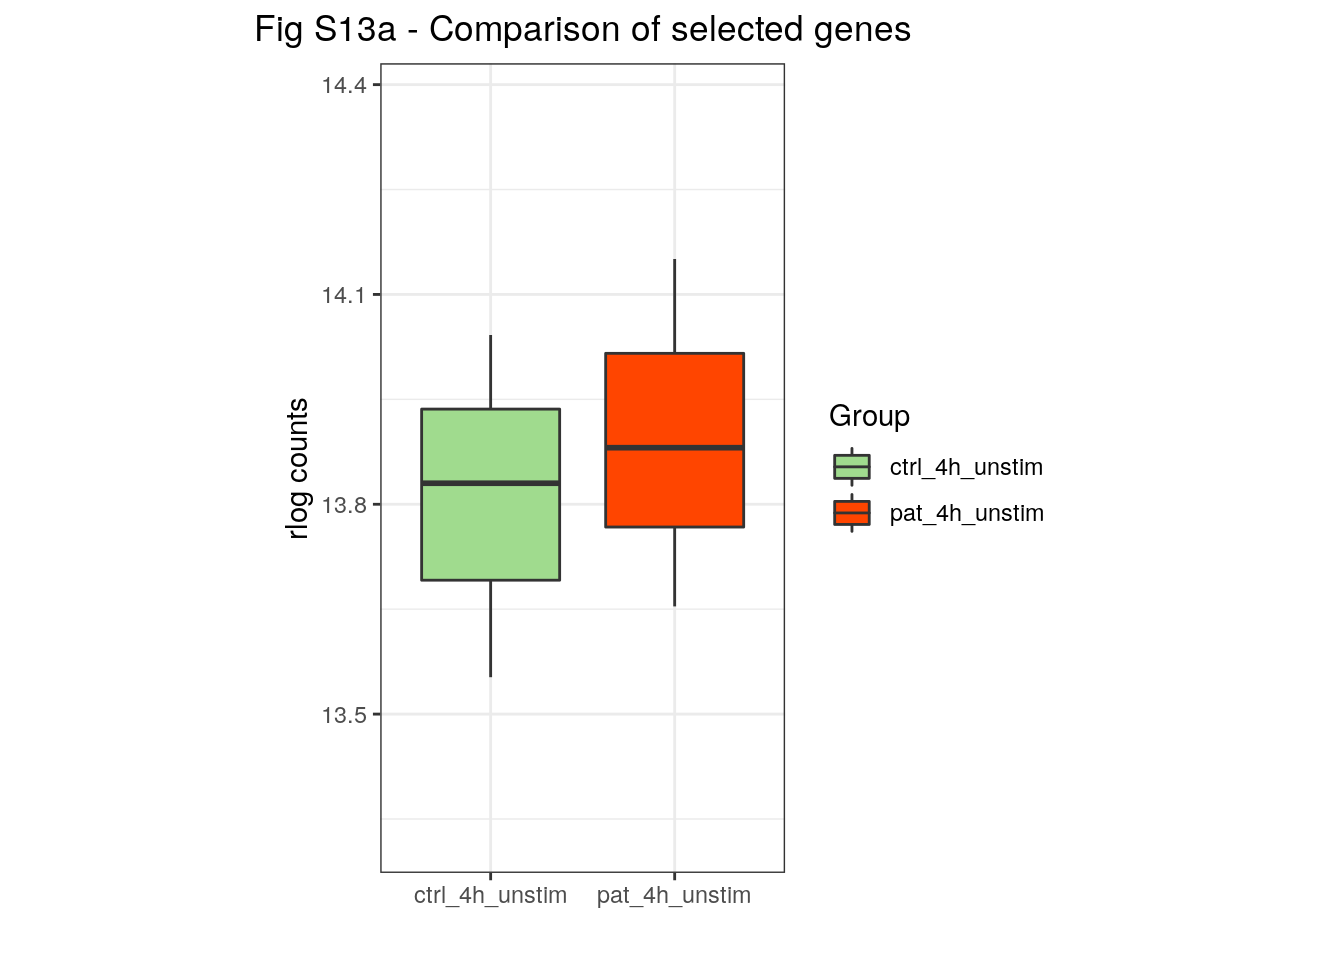 Fig S13a - Comparison of selected genes
14.4
14.1
13.8
13.5
rlog counts
ctrl_4h_unstim
pat_4h_unstim
Group
ctrl_4h_unstim
pat_4h_unstim